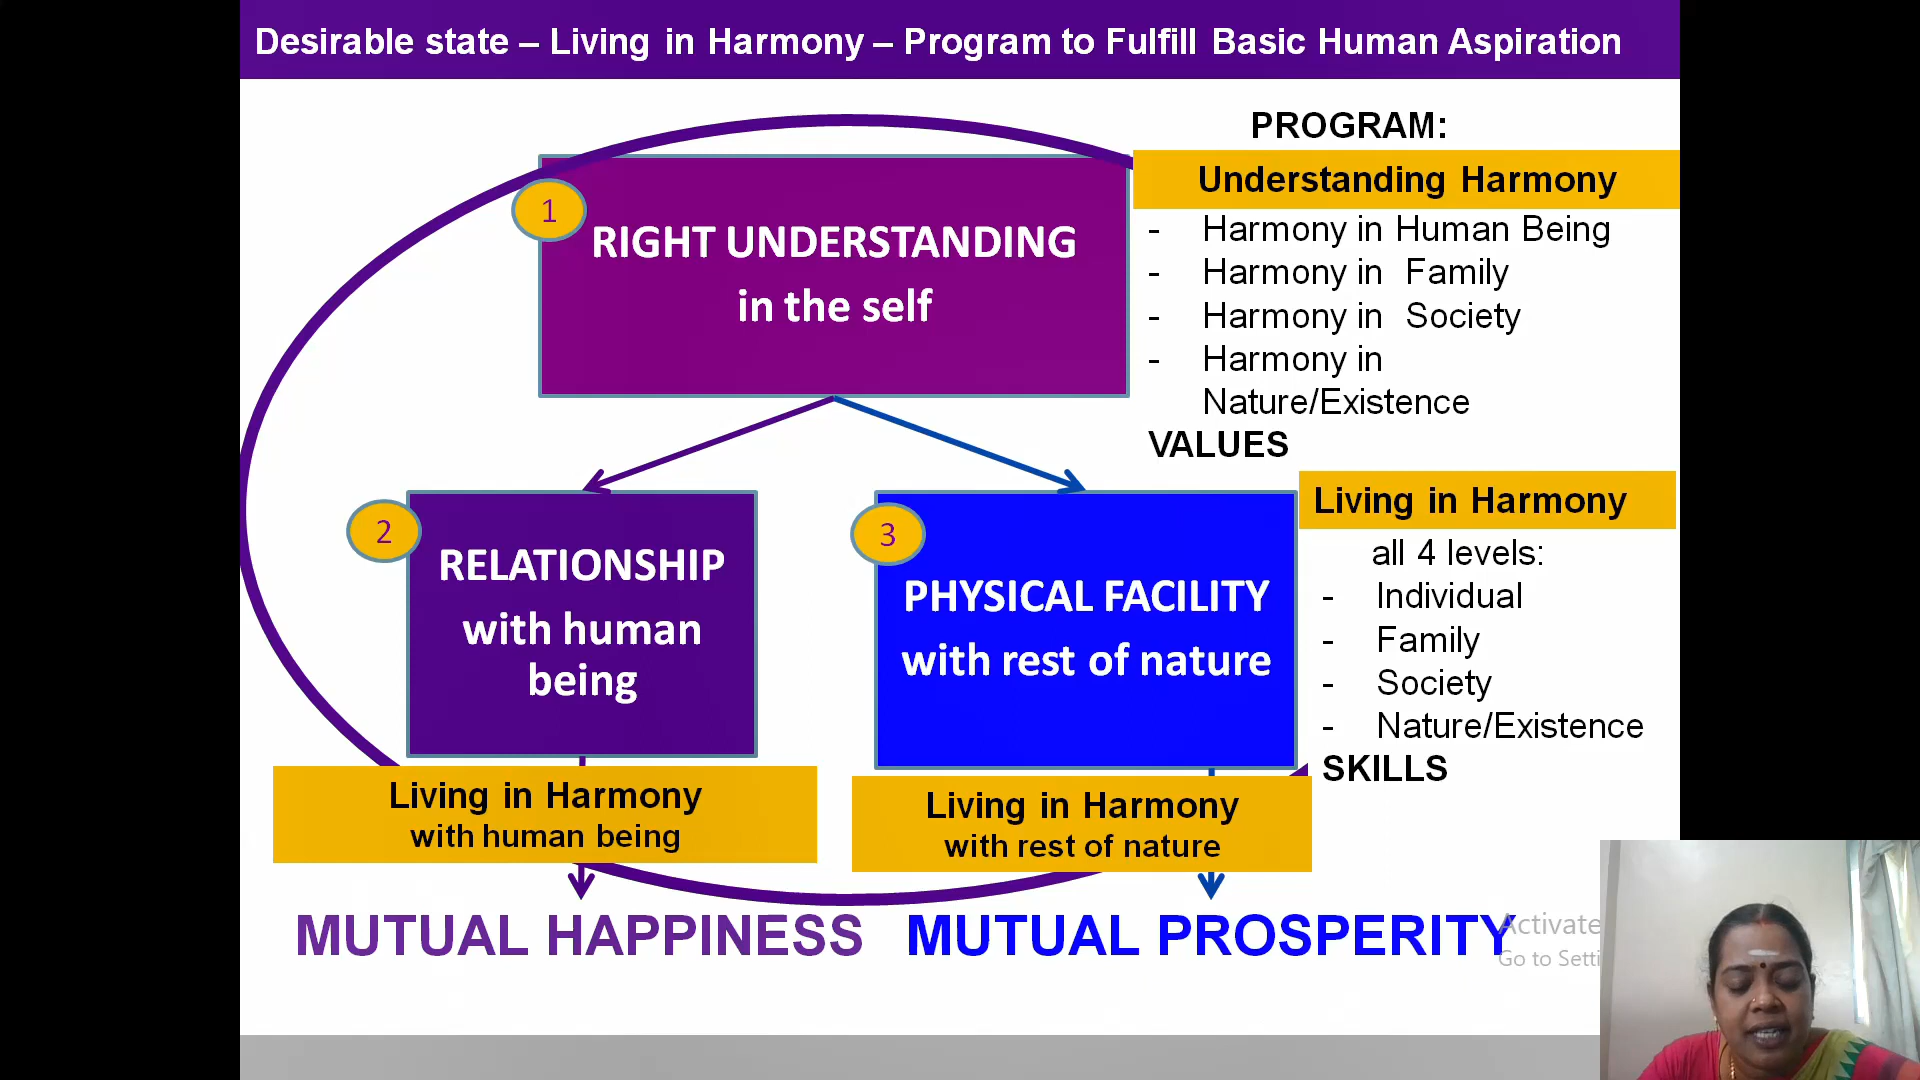 Desirable state – Living in Harmony – Program to Fulfill Basic Human Aspiration
PROGRAM:
Understanding Harmony
- Harmony in Human Being
- Harmony in Family
- Harmony in Society
- Harmony in
Nature/Existence
VALUES
1
RIGHT UNDERSTANDING
in the self
2
RELATIONSHIP
with human
being
3
PHYSICAL FACILITY
with rest of nature
Living in Harmony
all 4 levels:
- Individual
- Family
- Society
- Nature/Existence
SKILLS
Living in Harmony
with human being
Living in Harmony
with rest of nature
MUTUAL HAPPINESS
MUTUAL PROSPERITY
Activate
Go to Setti